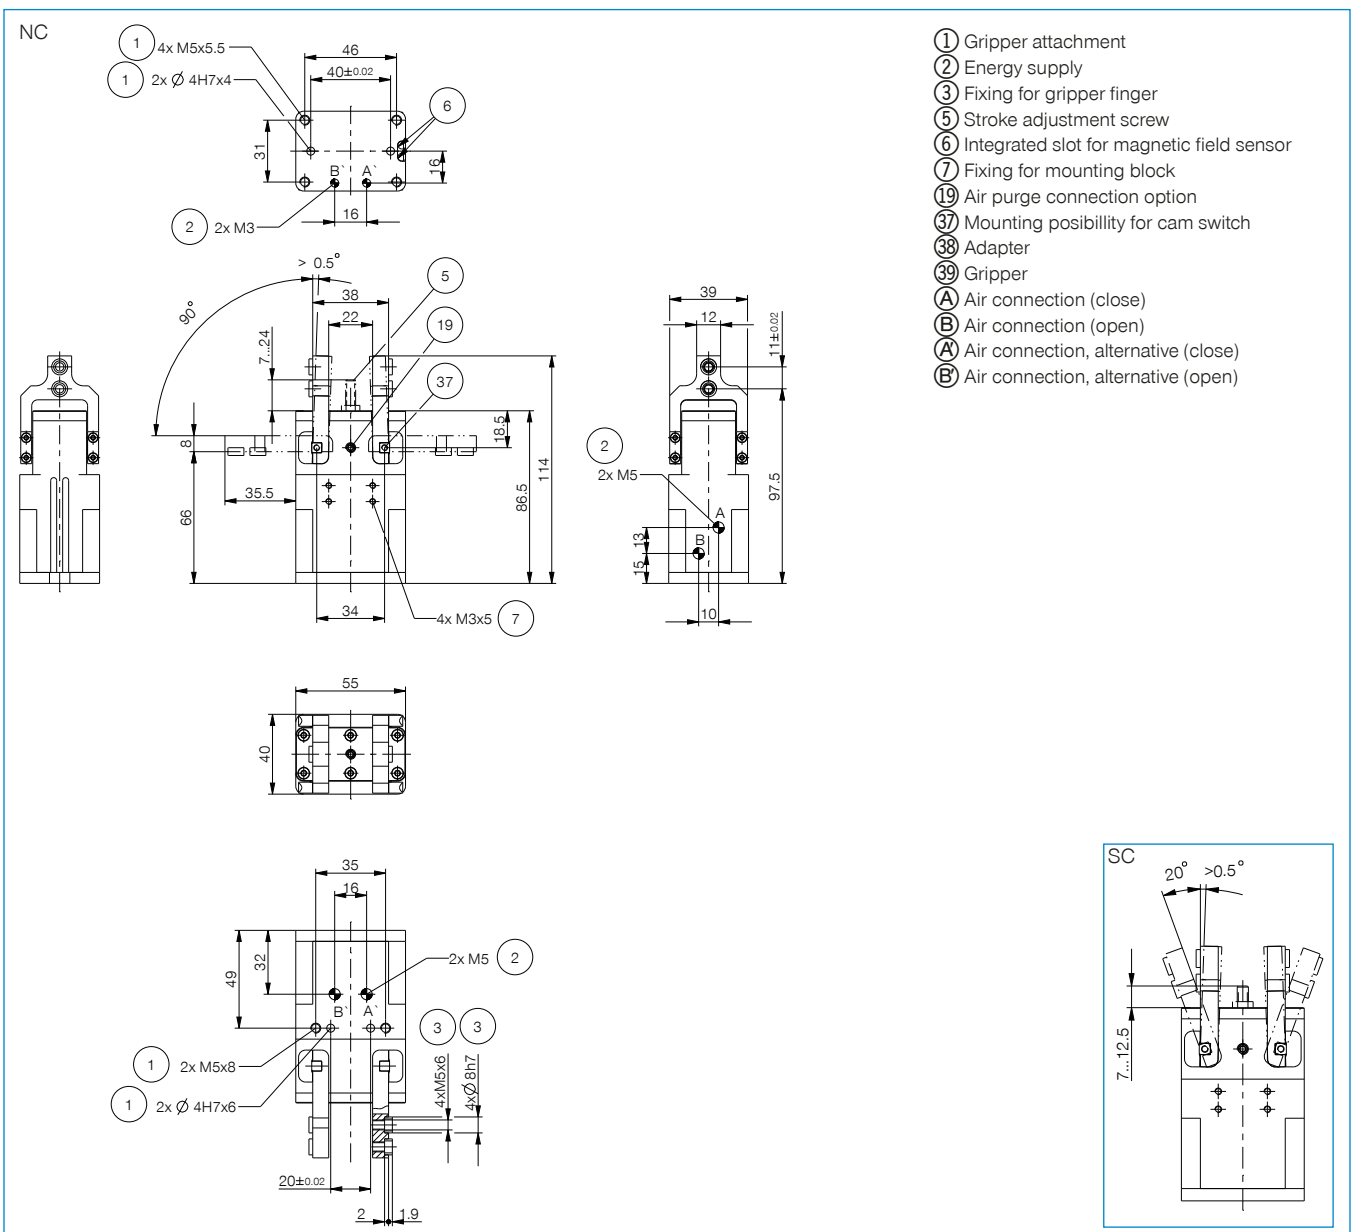 NC
1 4x M5x5.5
1 2x Ø 4H7x4
46
40±0.02
6
31
B` A`
16
16
2 2x M3
> 0.5°
90°
38
22
7...24
5
19
37
8
35.5
66
18.5
114
86.5
34
4x M3x5 7
39
12
11±0.02
2
2x M5
97.5
A
B
13
15
10
55
40
35
16
49
32
2x M5 2
B` A`
3 3
1 2x M5x8
1 2x Ø 4H7x6
4xM5x6
4xØ8h7
20±0.02
2
1.9
1 Gripper attachment
2 Energy supply
3 Fixing for gripper finger
5 Stroke adjustment screw
6 Integrated slot for magnetic field sensor
7 Fixing for mounting block
19 Air purge connection option
37 Mounting posibillity for cam switch
38 Adapter
39 Gripper
A Air connection (close)
B Air connection (open)
A' Air connection, alternative (close)
B' Air connection, alternative (open)
SC
20° >0.5°
7...12.5